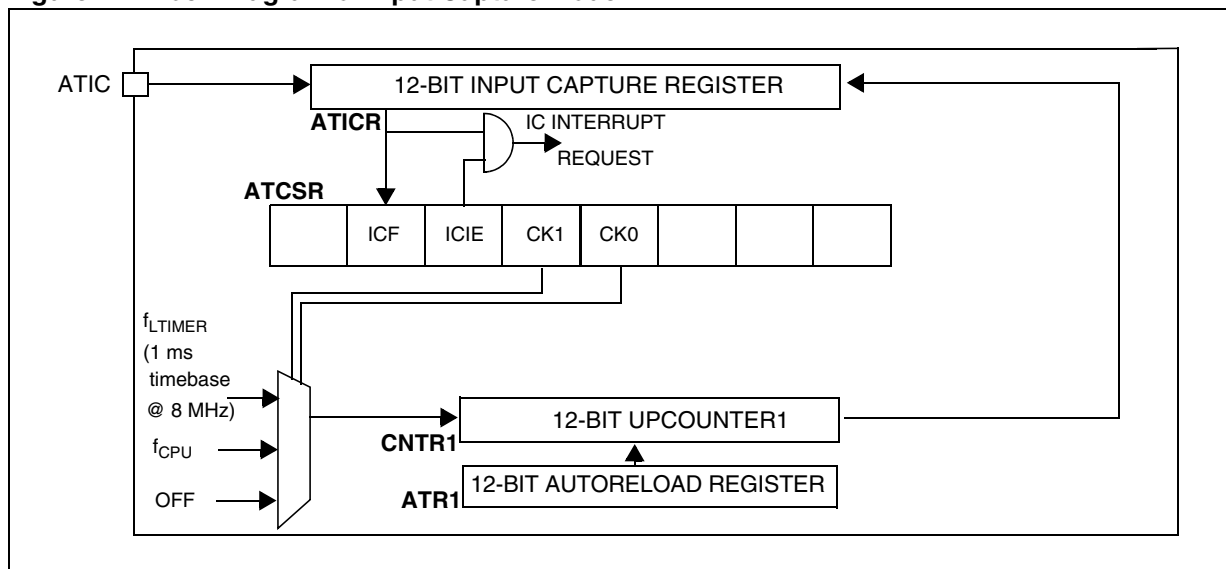 ATIC
12-BIT INPUT CAPTURE REGISTER
ATICR
IC INTERRUPT
REQUEST
ATCSR
ICF
ICIE
CK1
CK0
fLTIMER
(1 ms
timebase
@ 8 MHz)
fCPU
OFF
12-BIT UPCOUNTER1
CNTR1
12-BIT AUTORELOAD REGISTER
ATR1